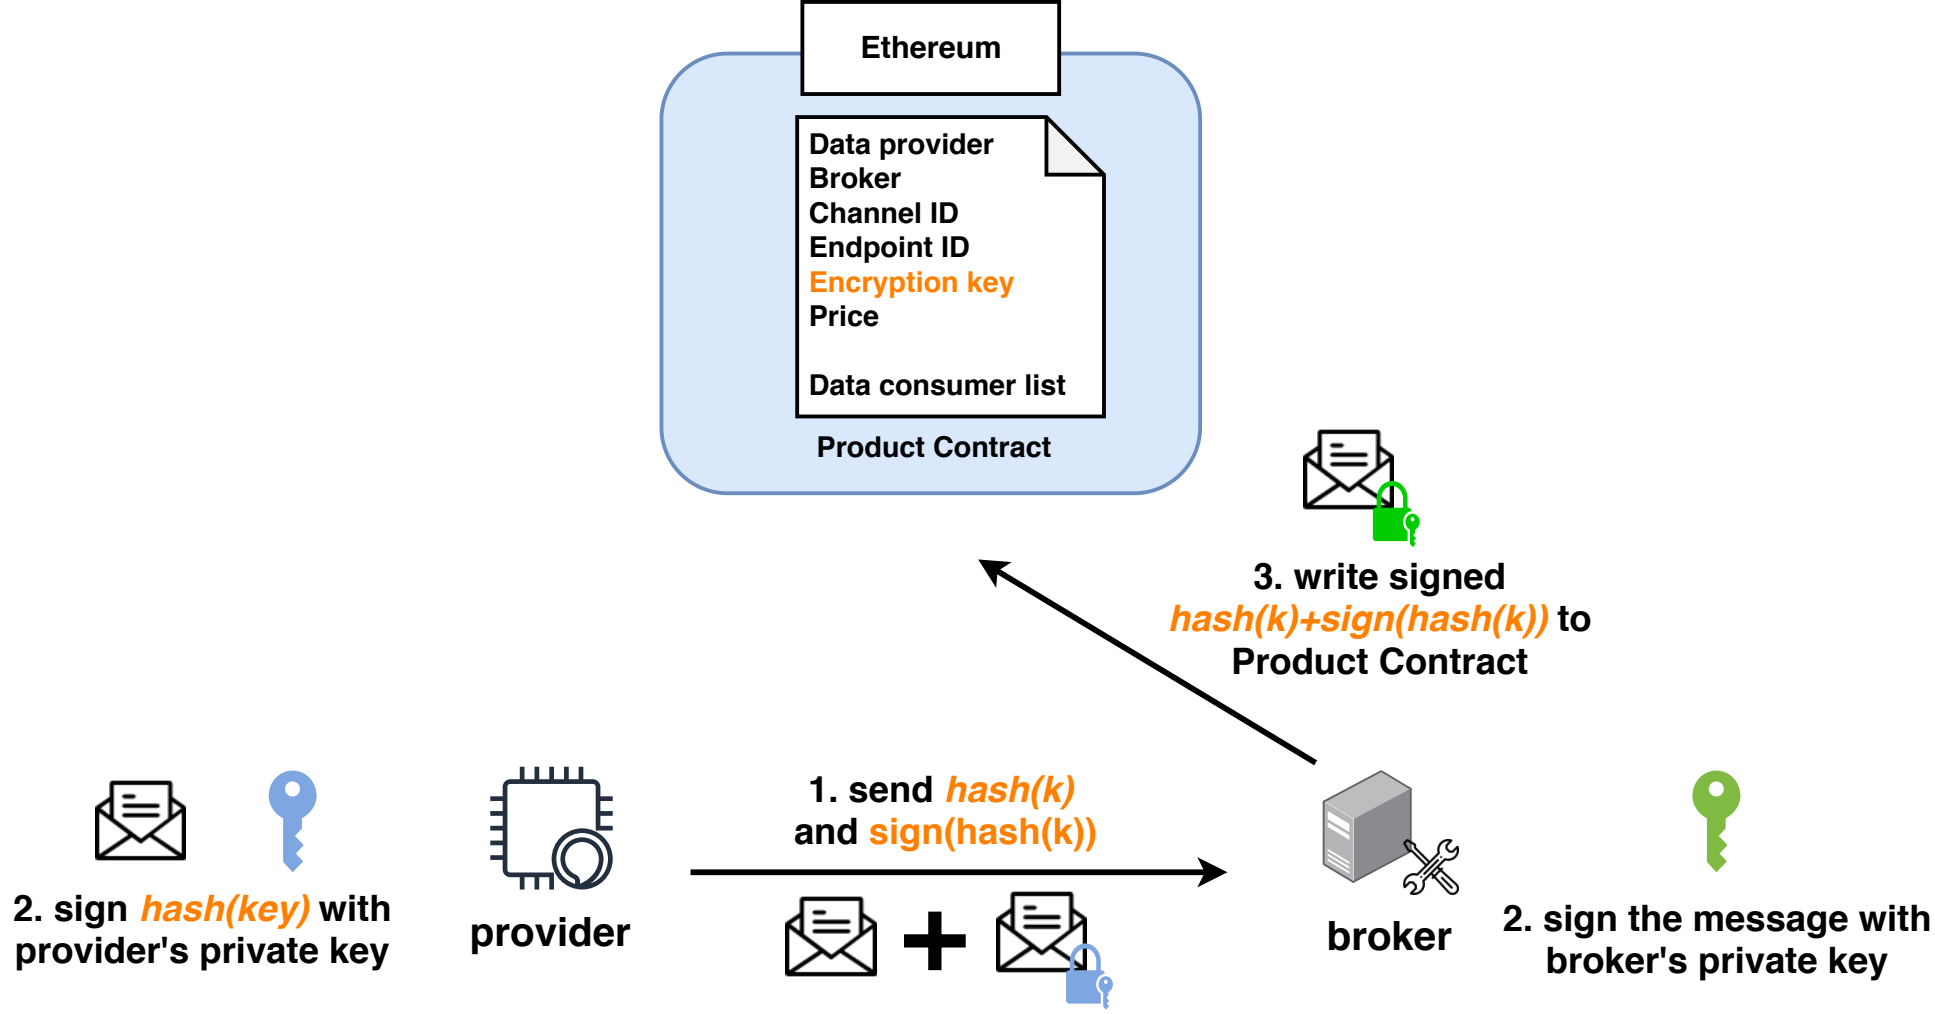 Ethereum
Data provider
Broker
Channel ID
Endpoint ID
Encryption key
Price
Data consumer list
Product Contract
3. write signed
hash(k)+sign(hash(k)) to
Product Contract
1. send hash(k)
and sign(hash(k))
2. sign hash(key) with
provider's private key
provider
broker
2. sign the message with
broker's private key